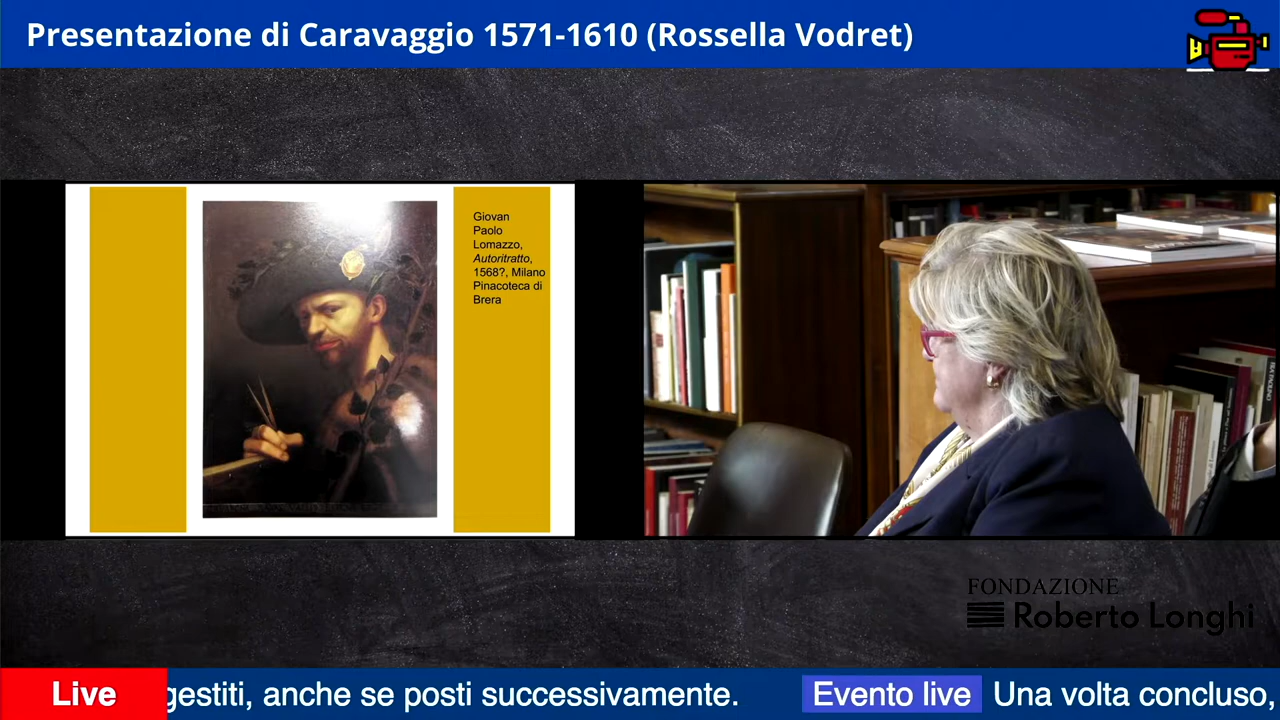 Presentazione di Caravaggio 1571-1610 (Rossella Vodret)
Giovan
Paolo
Lomazzo,
Autoritratto,
1568?, Milano
Pinacoteca di
Brera
FONDAZIONE
Roberto Longhi
Live
gestiti, anche se posti successivamente.
Evento live
Una volta concluso,